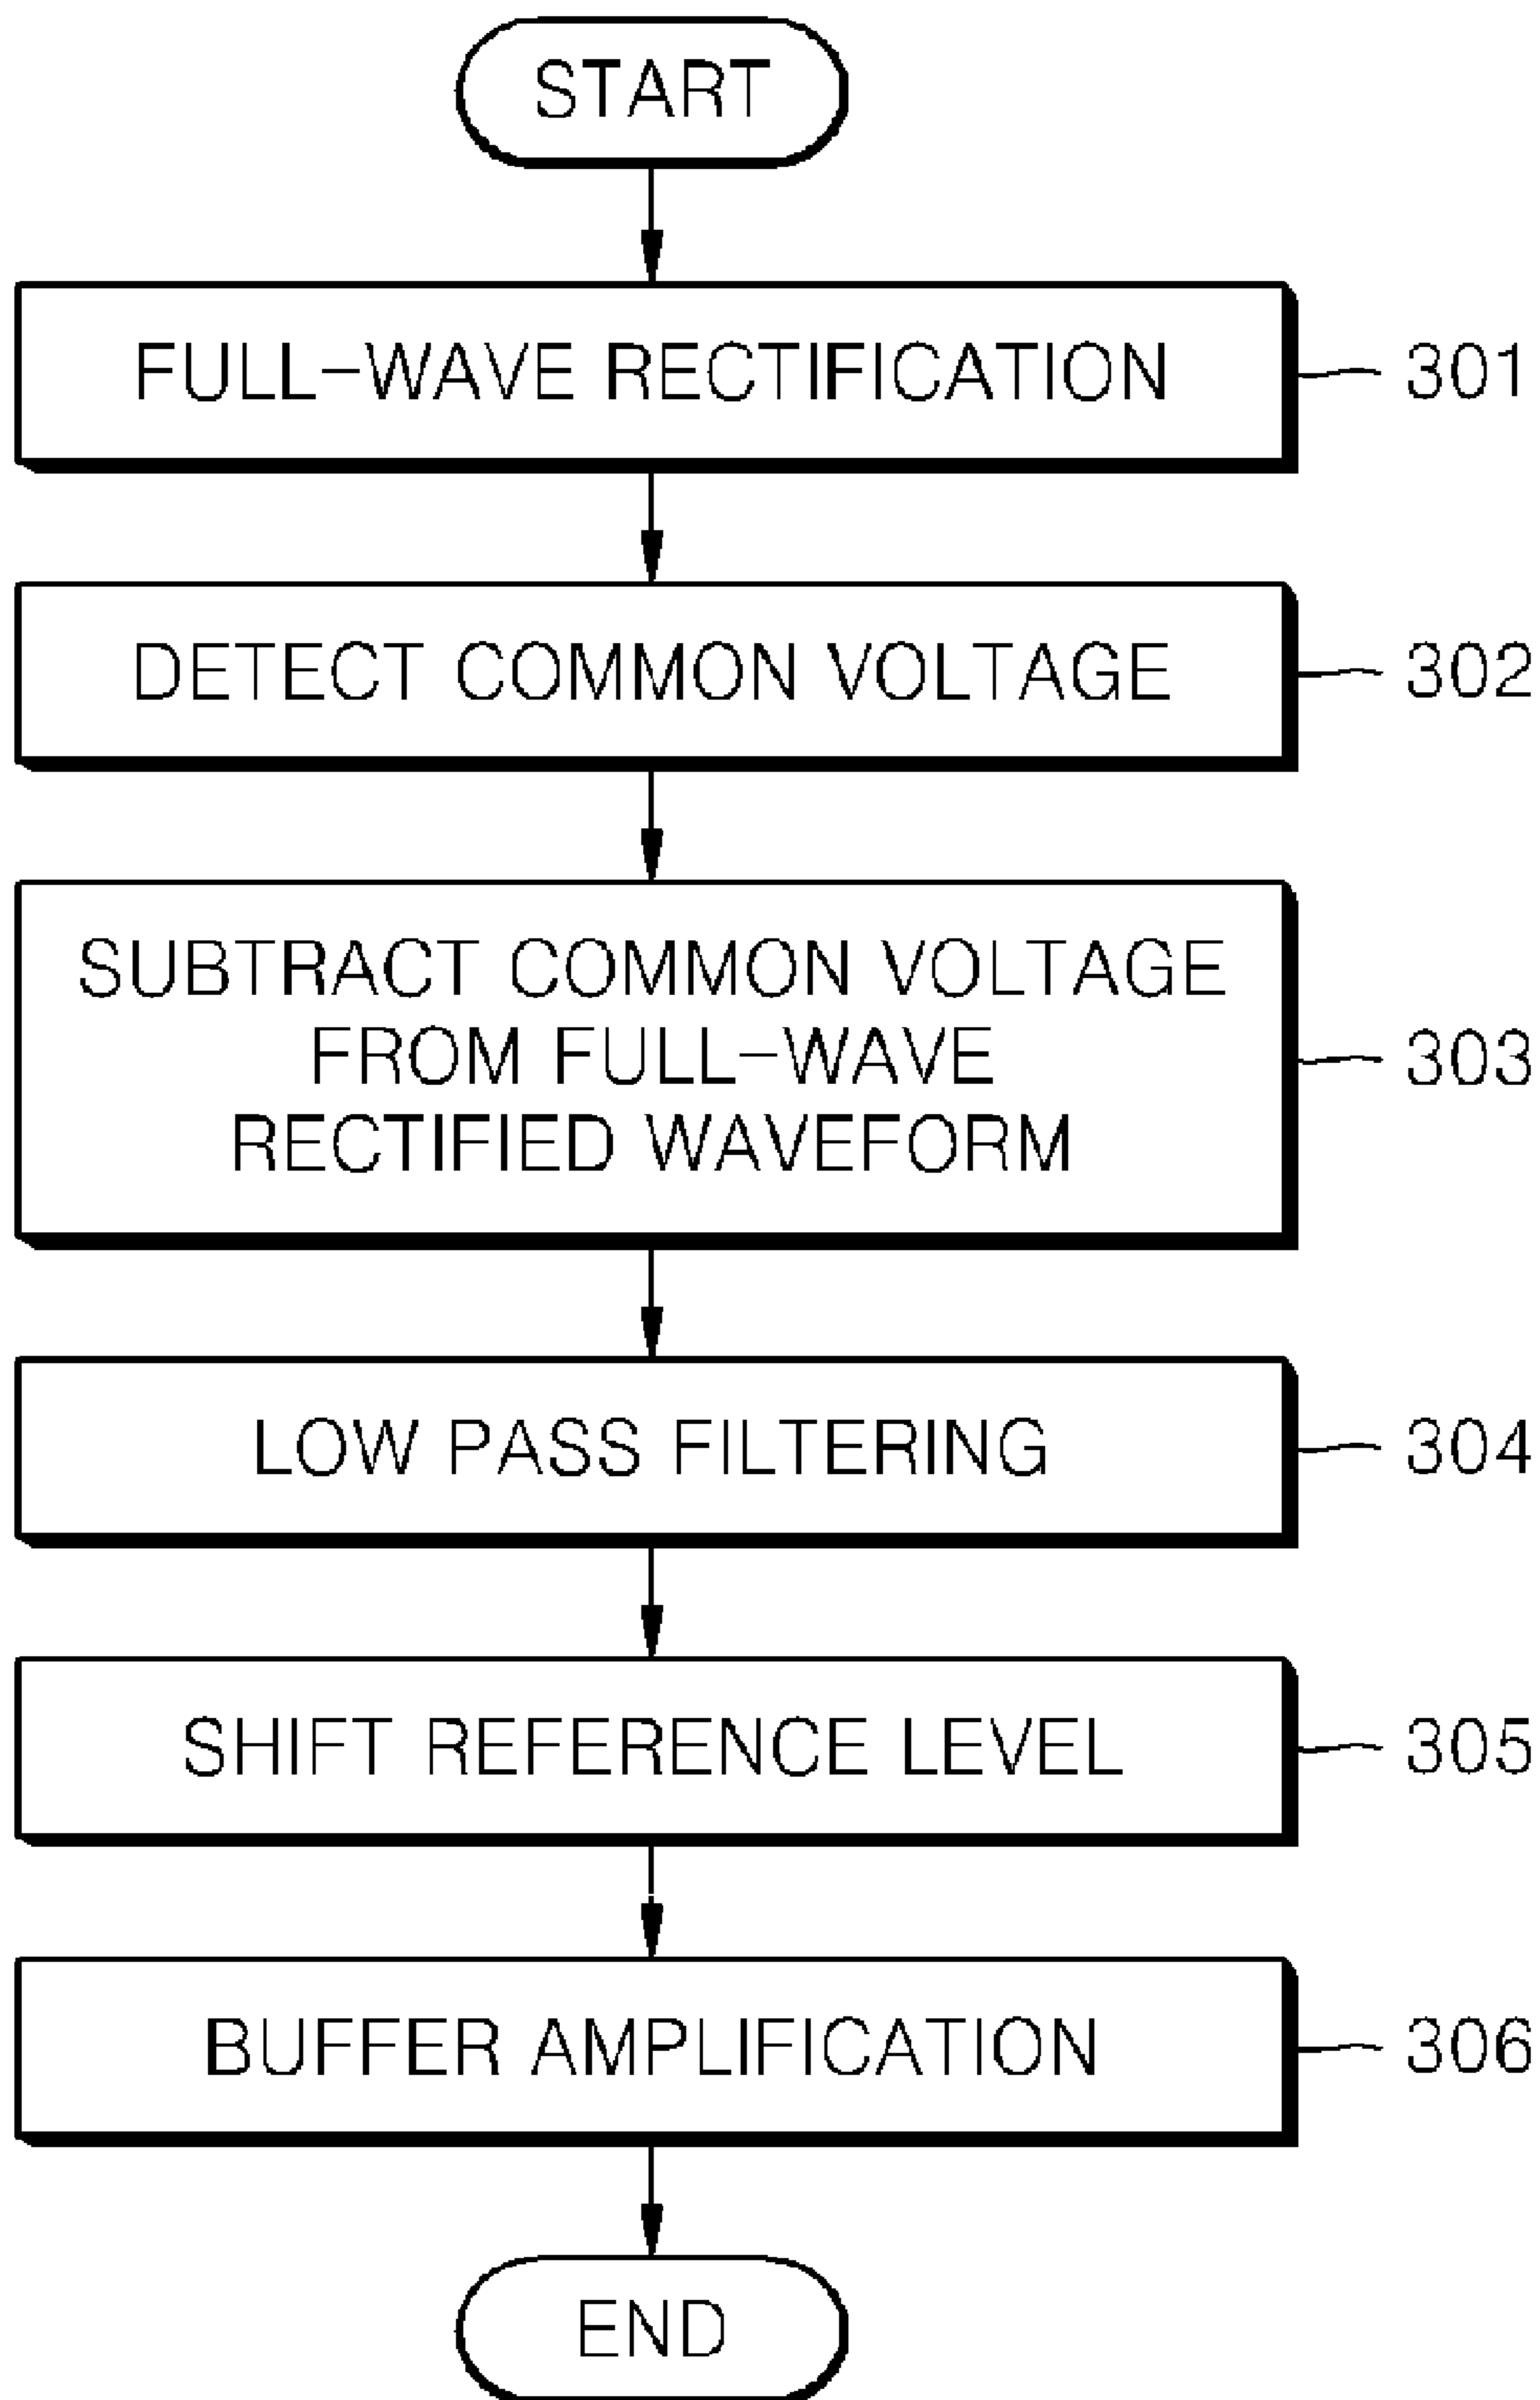 START
FULL-WAVE RECTIFICATION
301
DETECT COMMON VOLTAGE
302
SUBTRACT COMMON VOLTAGE
FROM FULL-WAVE
RECTIFIED WAVEFORM
303
LOW PASS FILTERING
304
SHIFT REFERENCE LEVEL
305
BUFFER AMPLIFICATION
306
END